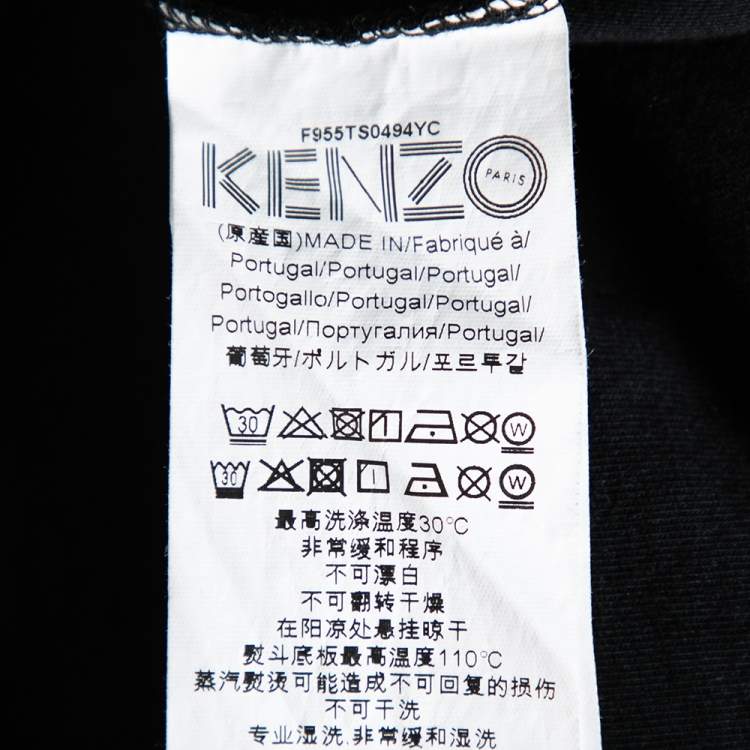 F955TS0494YC
KENZO PARIS
(原産国)MADE IN/Fabriqué à/
Portugal/Portugal/Portugal/
Portogallo/Portugal/Portugal/
Portugal/Португалия/Portugal/
葡萄牙/ポルトガル/포르투갈
30 W
30 W
最高洗涤温度30°C
非常缓和程序
不可漂白
不可翻转干燥
在阳凉处悬挂晾干
熨斗底板最高温度110°C
蒸汽熨烫可能造成不可回复的损伤
不可干洗
专业湿洗,非常缓和湿洗